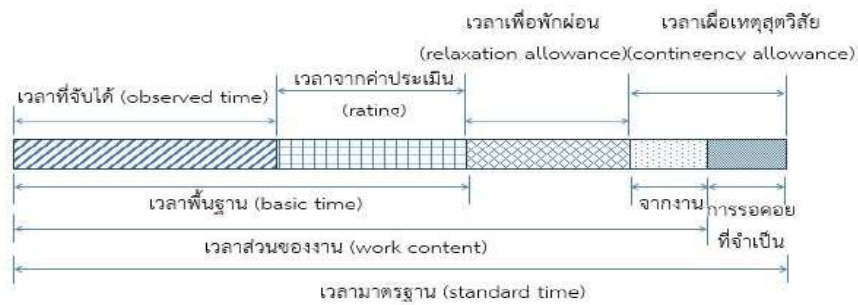 เวลาเพื่อพักผ่อน เวลาเผื่อเหตุสุดวิสัย
(relaxation allowance)(contingency allowance)
เวลาจากค่าประเมิน
เวลาที่จับได้ (observed time)
(rating)
เวลาพื้นฐาน (basic time)
จากงาน
การรอคอย
ที่จำเป็น
เวลาส่วนของงาน (work content)
เวลามาตรฐาน (standard time)